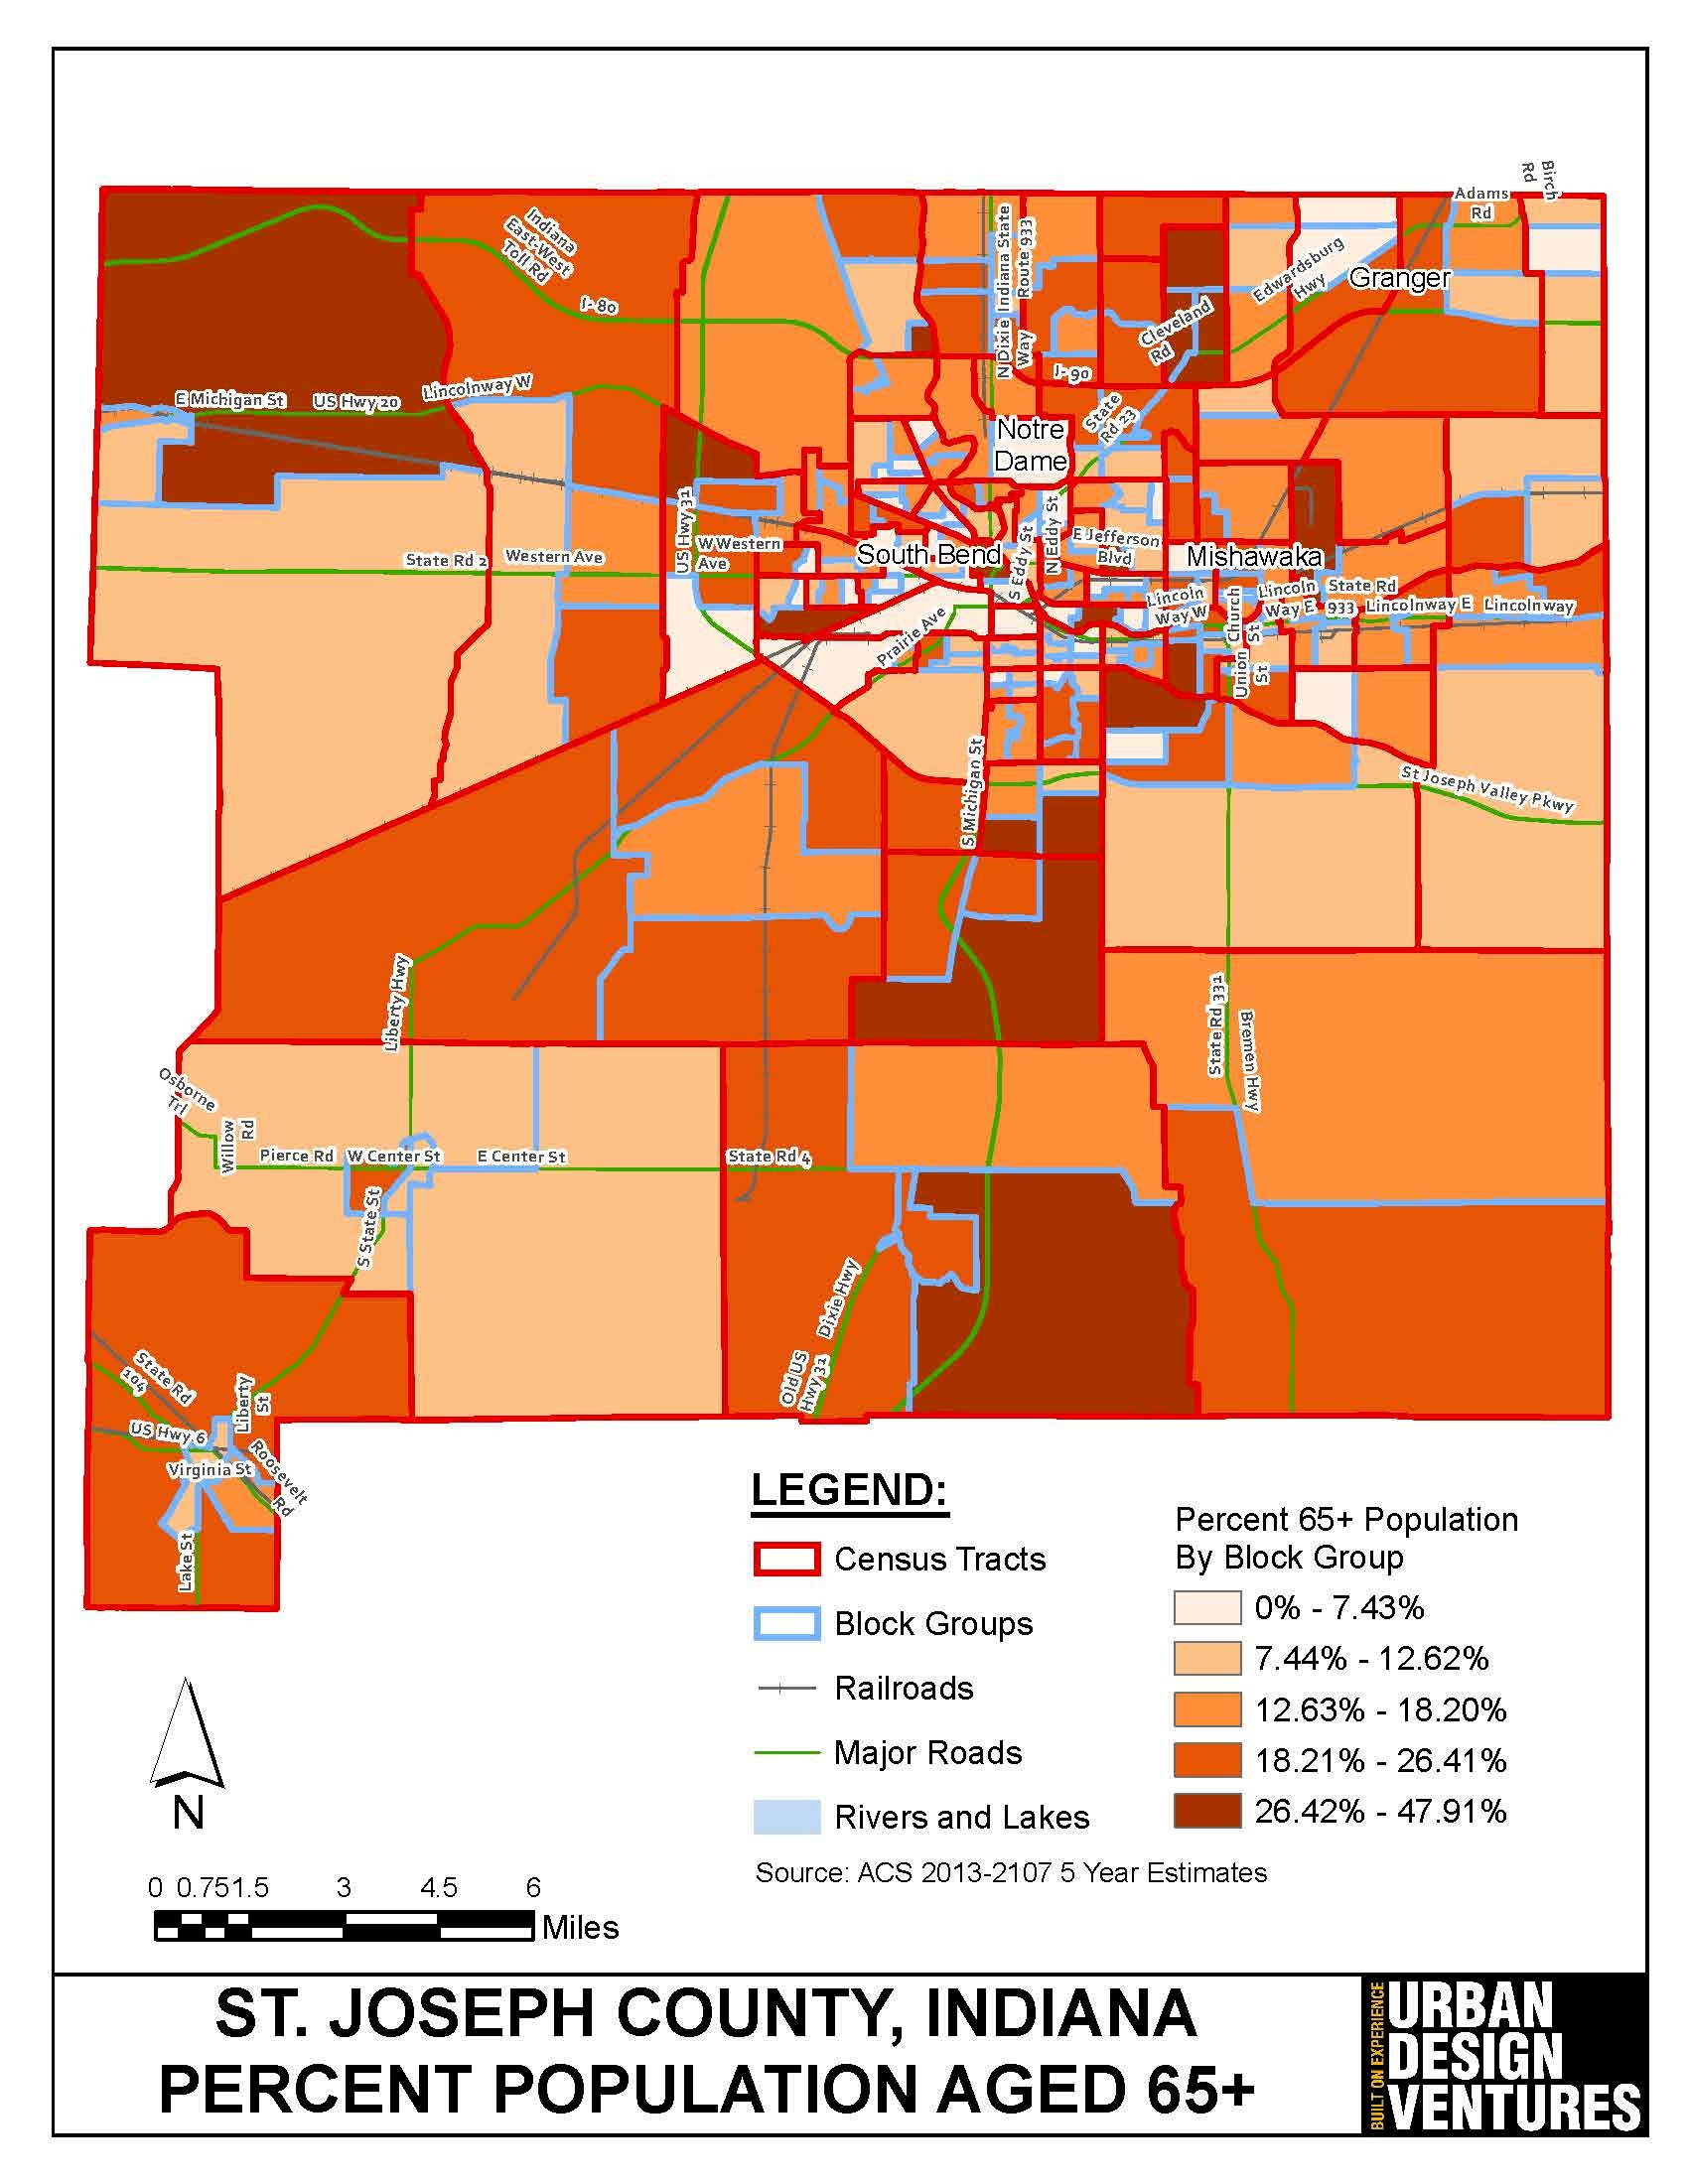 Birch
Rd
Adams
Rd
Indiana
East-West
Toll Rd
I- 80
N Dixie Indiana State
Way Route 933
Edwardsburg
Hwy
Granger
Cleveland
Rd
I- 90
E Michigan St
US Hwy 20
Lincolnway W
State
Rd 23
Notre
Dame
US Hwy 31
W Western
Ave
State Rd 2
Western Ave
South Bend
S Eddy St
N Eddy St
E Jefferson
Blvd
Mishawaka
Lincoln
Way W
Church
St
Lincoln
Way E
State Rd
933
Lincolnway E
Lincolnway
Prairie Ave
Union
St
S Michigan St
St Joseph Valley Pkwy
Liberty Hwy
State Rd 331
Bremen Hwy
Osborne
Trl
Willow
Rd
Pierce Rd
W Center St
E Center St
State Rd 4
S State St
Old US
Hwy 31
Dixie Hwy
State Rd
104
US Hwy 6
Liberty
St
Virginia St
Roosevelt
Rd
Lake St
LEGEND:
Census Tracts
Block Groups
Railroads
Major Roads
Rivers and Lakes
Percent 65+ Population
By Block Group
0% - 7.43%
7.44% - 12.62%
12.63% - 18.20%
18.21% - 26.41%
26.42% - 47.91%
Source: ACS 2013-2107 5 Year Estimates
N
0 0.75 1.5 3 4.5 6
Miles
ST. JOSEPH COUNTY, INDIANA
PERCENT POPULATION AGED 65+
BUILT ON EXPERIENCE
URBAN
DESIGN
VENTURES